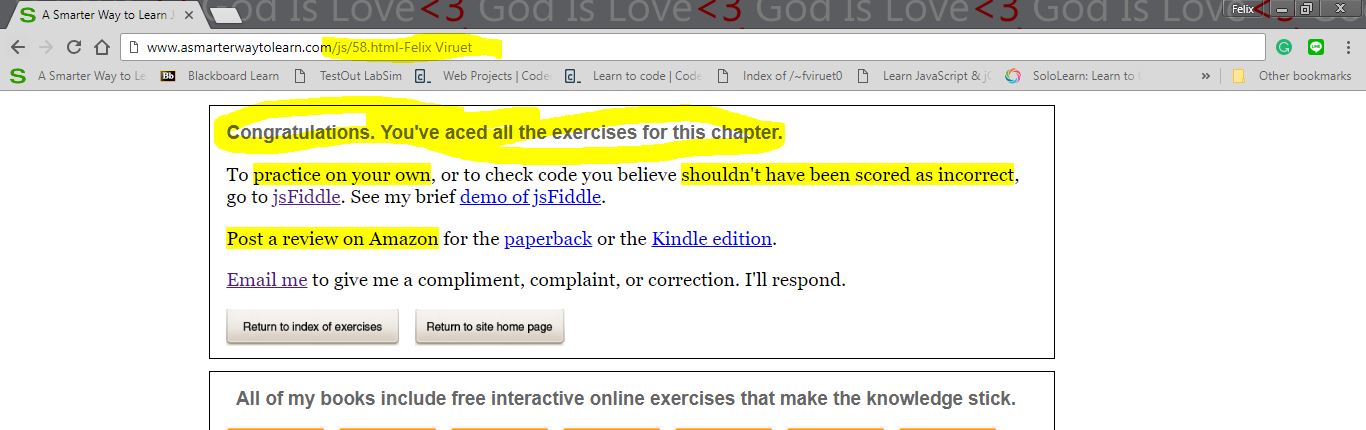 God Is Love<3 God Is Love<3 God Is Love<3
A Smarter Way to Learn J
Felix
www.asmarterwaytolearn.com/js/58.html-Felix Viruet
A Smarter Way to Le
Blackboard Learn
TestOut LabSim
Web Projects | Codec
Learn to code | Code
Index of /~fviruet0
Learn JavaScript & j
SoloLearn: Learn to
»
Other bookmarks
Congratulations. You've aced all the exercises for this chapter.
To practice on your own, or to check code you believe shouldn't have been scored as incorrect,
go to jsFiddle. See my brief demo of jsFiddle.
Post a review on Amazon for the paperback or the Kindle edition.
Email me to give me a compliment, complaint, or correction. I'll respond.
Return to index of exercises
Return to site home page
All of my books include free interactive online exercises that make the knowledge stick.